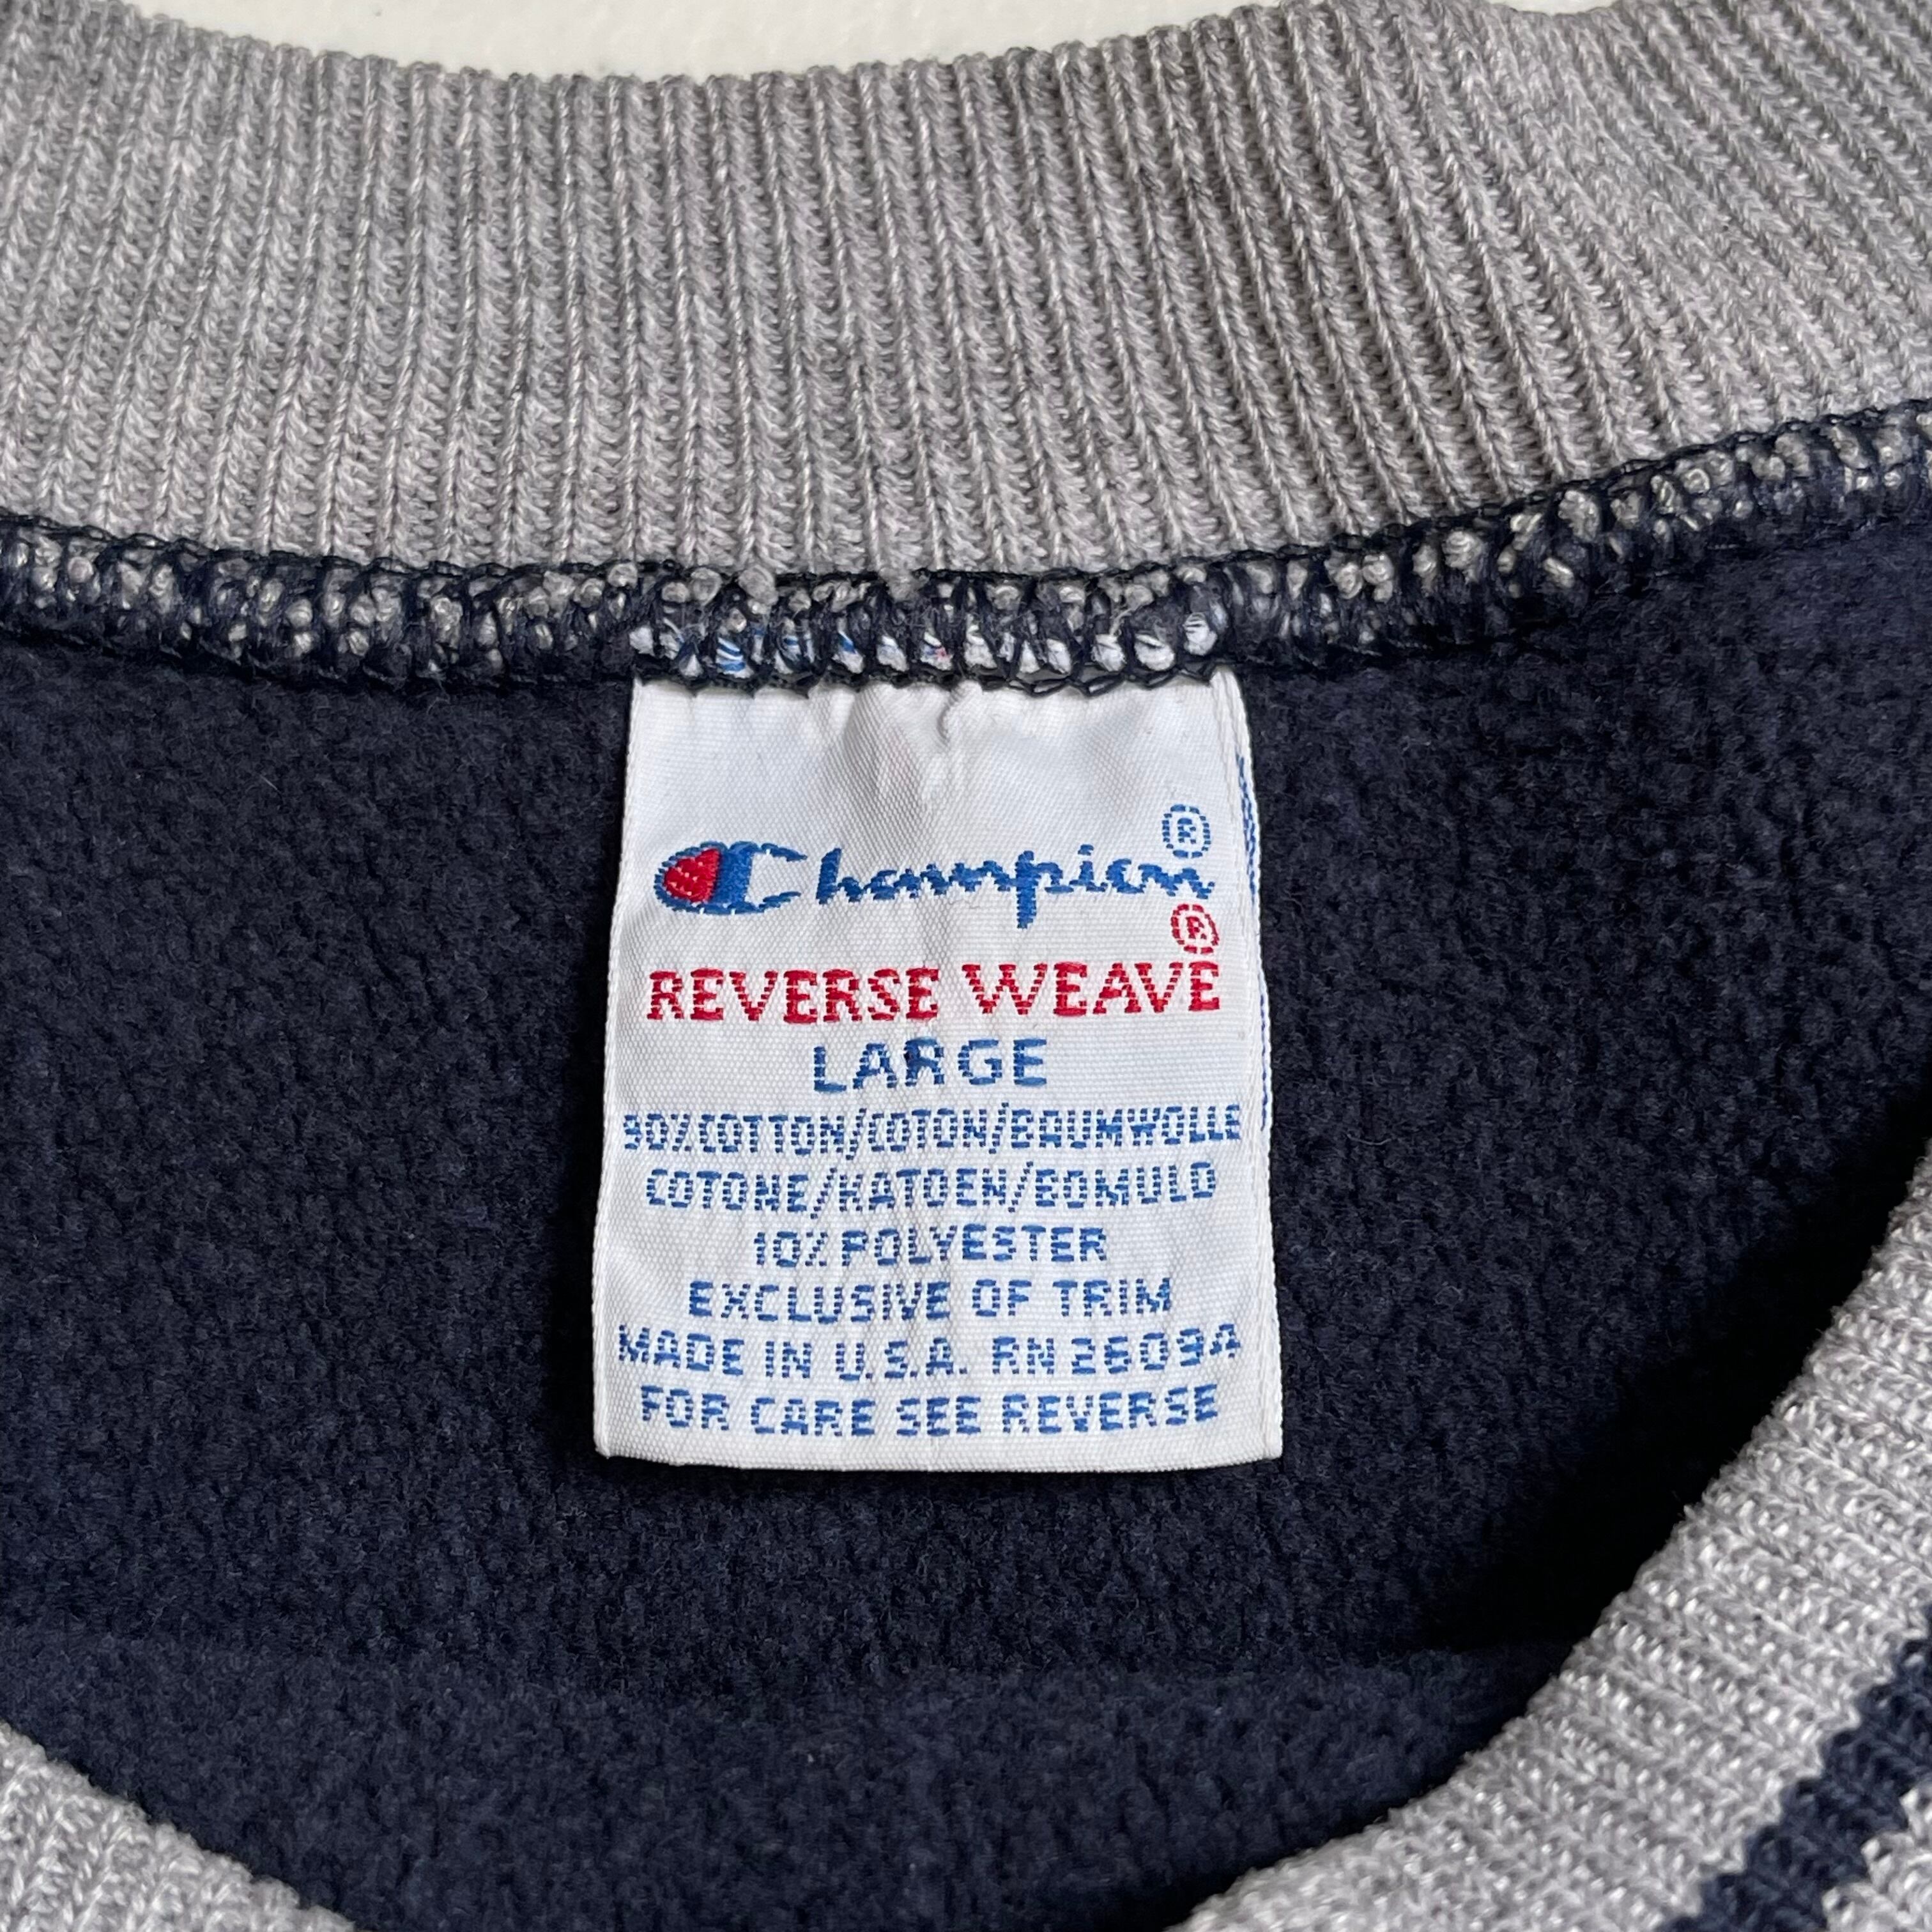 Champion®
REVERSE WEAVE®
LARGE
90% COTTON/COTON/BAUMWOLLE
COTONE/KATOEN/BOMULD
10% POLYESTER
EXCLUSIVE OF TRIM
MADE IN U.S.A. RN 26094
FOR CARE SEE REVERSE